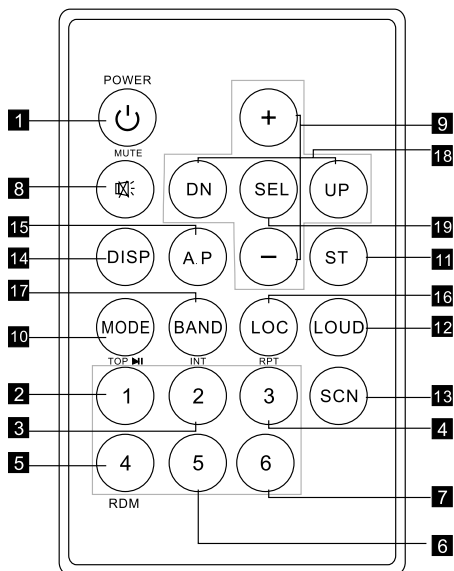 POWER
1
+
9
MUTE
18
8
DN SEL UP
15
19
14
DISP A.P − ST
11
17
16
10
MODE BAND LOC LOUD
12
TOP ⏯ INT RPT
2
1 2 3 SCN
13
3
4
5
4 5 6
7
RDM
6